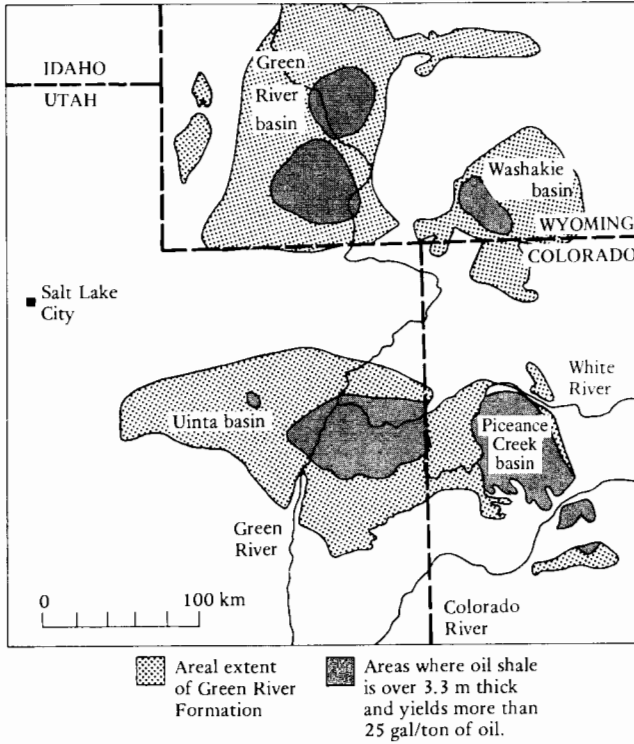 IDAHO
UTAH
Green
River
basin
Washakie
basin
WYOMING
COLORADO
Salt Lake
City
White
River
Uinta basin
Piceance
Creek
basin
Green
River
0 100 km
Colorado
River
Areal extent
of Green River
Formation
Areas where oil shale
is over 3.3 m thick
and yields more than
25 gal/ton of oil.